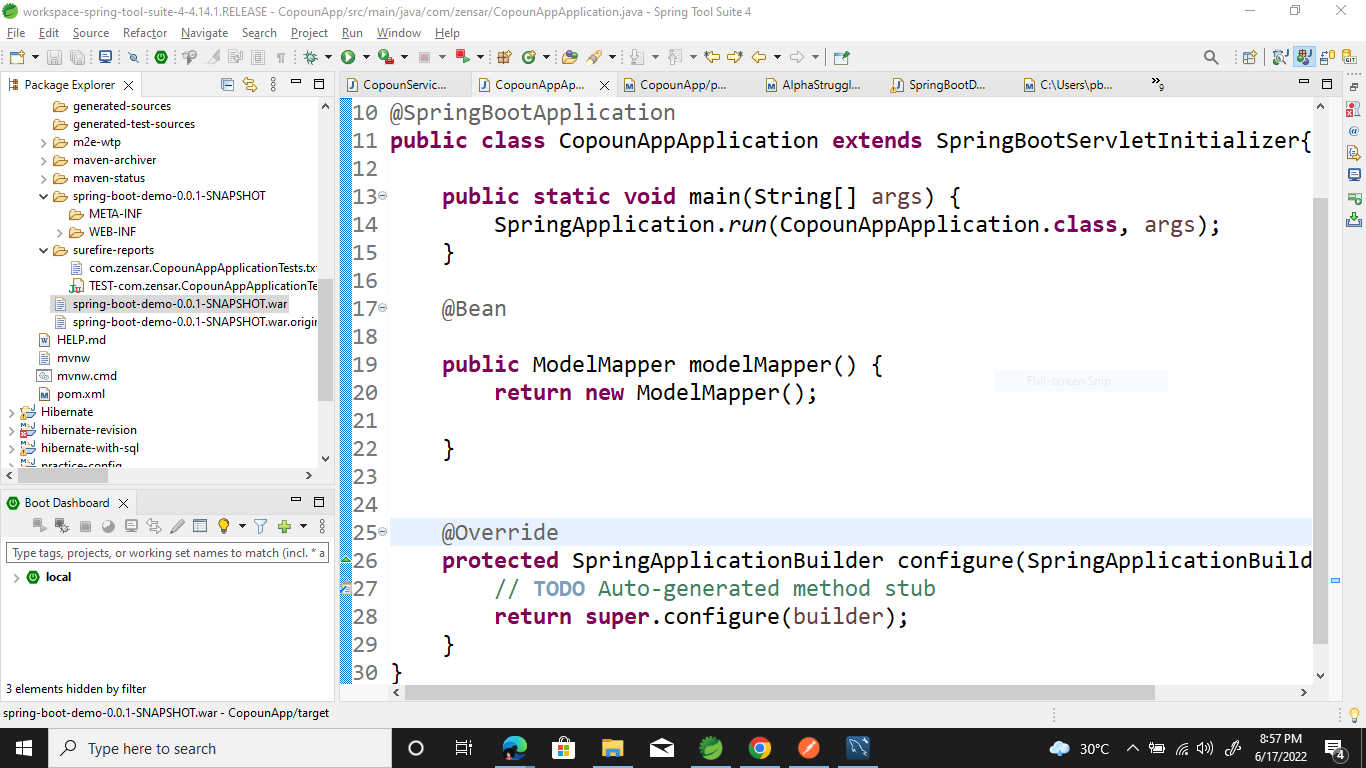 workspace-spring-tool-suite-4-4.14.1.RELEASE - CopounApp/src/main/java/com/zensar/CopounAppApplication.java - Spring Tool Suite 4
File Edit Source Refactor Navigate Search Project Run Window Help
Package Explorer
CopounServic...
CopounAppAp...
CopounApp/p...
AlphaStruggl...
SpringBootD...
C:\Users\pb...
»9
generated-sources
generated-test-sources
m2e-wtp
maven-archiver
maven-status
spring-boot-demo-0.0.1-SNAPSHOT
META-INF
WEB-INF
surefire-reports
com.zensar.CopounAppApplicationTests.tx
TEST-com.zensar.CopounAppApplicationTe
spring-boot-demo-0.0.1-SNAPSHOT.war
spring-boot-demo-0.0.1-SNAPSHOT.war.origin
HELP.md
mvnw
mvnw.cmd
pom.xml
Hibernate
hibernate-revision
hibernate-with-sql
practice-config
10 @SpringBootApplication
11 public class CopounAppApplication extends SpringBootServletInitializer{
12
13 public static void main(String[] args) {
14 SpringApplication.run(CopounAppApplication.class, args);
15 }
16
17 @Bean
18
19 public ModelMapper modelMapper() {
20 return new ModelMapper();
21
22 }
23
24
25 @Override
26 protected SpringApplicationBuilder configure(SpringApplicationBuild
27 // TODO Auto-generated method stub
28 return super.configure(builder);
29 }
30 }
Full-screen Snip
Boot Dashboard
Type tags, projects, or working set names to match (incl. * a
local
3 elements hidden by filter
spring-boot-demo-0.0.1-SNAPSHOT.war - CopounApp/target
Type here to search
30°C
8:57 PM
6/17/2022
4